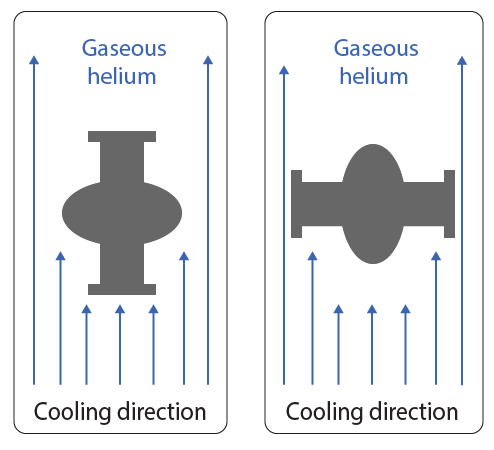 Gaseous
helium
Cooling direction
Gaseous
helium
Cooling direction